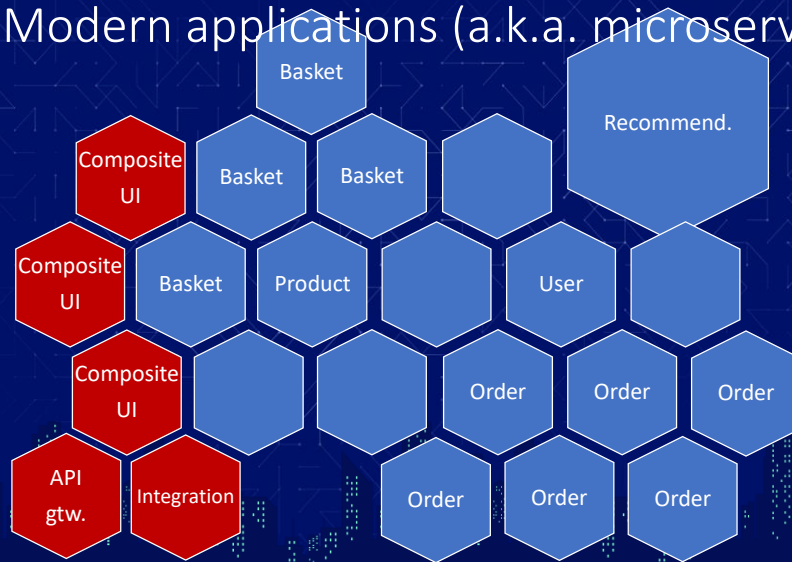 Modern applications (a.k.a. microserv
Basket
Recommend.
Composite
UI
Basket
Basket
Composite
UI
Basket
Product
User
Composite
UI
Order
Order
Order
API
gtw.
Integration
Order
Order
Order